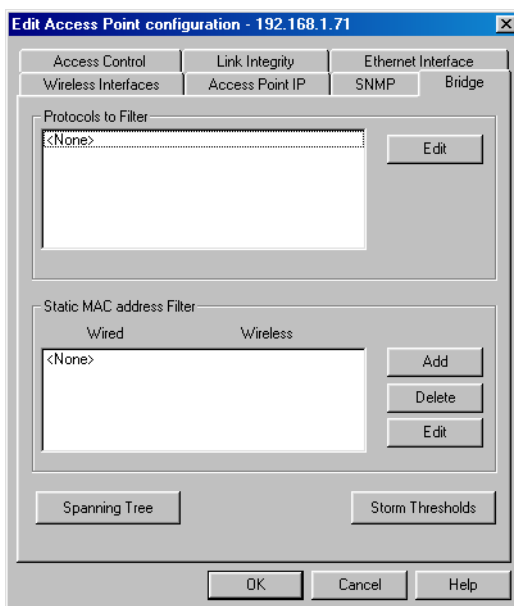 Edit Access Point configuration - 192.168.1.71
Access Control Link Integrity Ethernet Interface
Wireless Interfaces Access Point IP SNMP Bridge
Protocols to Filter
<None>
Edit
Static MAC address Filter
Wired Wireless
<None>
Add
Delete
Edit
Spanning Tree Storm Thresholds
OK Cancel Help